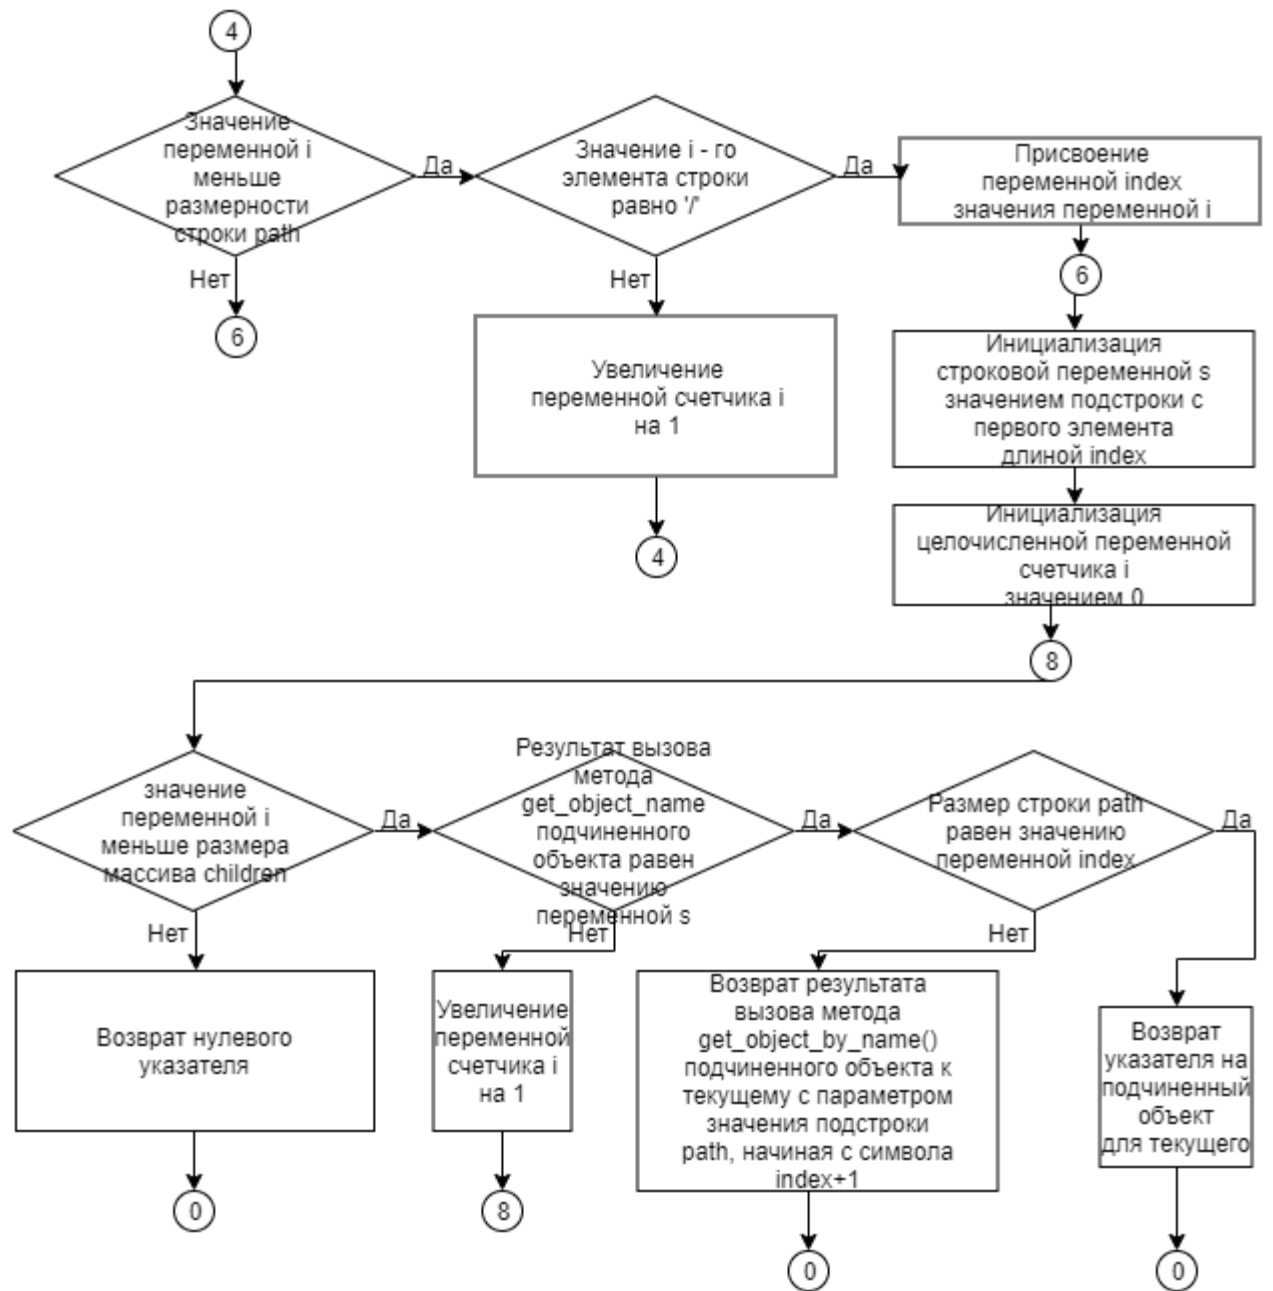 4
Значение
переменной i
меньше
размерности
строки path
Да
Значение i - го
элемента строки
равно '/'
Да
Присвоение
переменной index
значения переменной i
Нет
6
Нет
6
Увеличение
переменной счетчика i
на 1
4
Инициализация
строковой переменной s
значением подстроки с
первого элемента
длиной index
Инициализация
целочисленной переменной
счетчика i
значением 0
8
значение
переменной i
меньше размера
массива children
Да
Результат вызова
метода
get_object_name
подчиненного
объекта равен
значению
переменной s
Да
Размер строки path
равен значению
переменной index
Да
Нет
Нет
Нет
Возврат нулевого
указателя
0
Увеличение
переменной
счетчика i
на 1
8
Возврат результата
вызова метода
get_object_by_name()
подчиненного объекта к
текущему с параметром
значения подстроки
path, начиная с символа
index+1
0
Возврат
указателя на
подчиненный
объект
для текущего
0